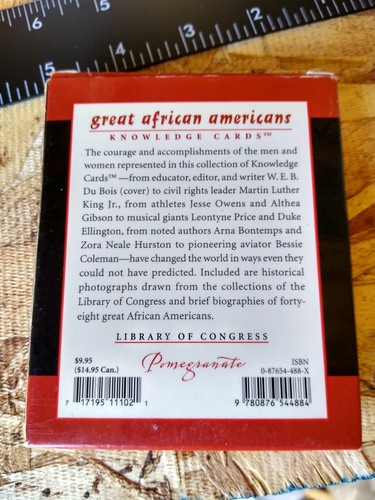 6 5 4 3 2
5
great african americans
KNOWLEDGE CARDS™
The courage and accomplishments of the men and
women represented in this collection of Knowledge
Cards™—from educator, editor, and writer W. E. B.
Du Bois (cover) to civil rights leader Martin Luther
King Jr., from athletes Jesse Owens and Althea
Gibson to musical giants Leontyne Price and Duke
Ellington, from noted authors Arna Bontemps and
Zora Neale Hurston to pioneering aviator Bessie
Coleman—have changed the world in ways even they
could not have predicted. Included are historical
photographs drawn from the collections of the
Library of Congress and brief biographies of forty-
eight great African Americans.
LIBRARY OF CONGRESS
$9.95
($14.95 Can.)
Pomegranate
ISBN
0-87654-488-X
7 17195 11102 1
9 780876 544884